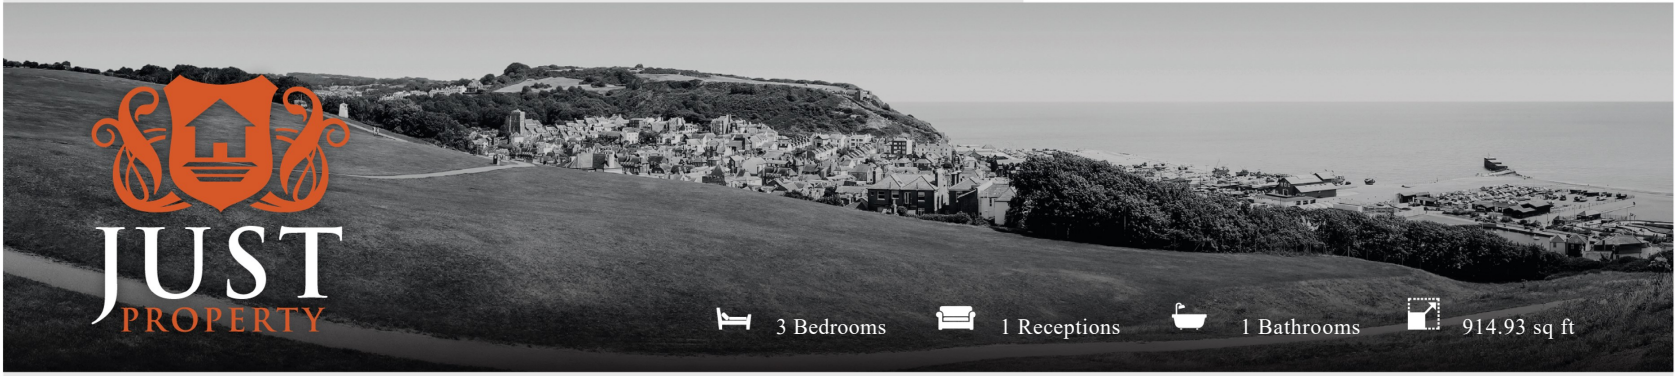 JUST
PROPERTY
3 Bedrooms
1 Receptions
1 Bathrooms
914.93 sq ft